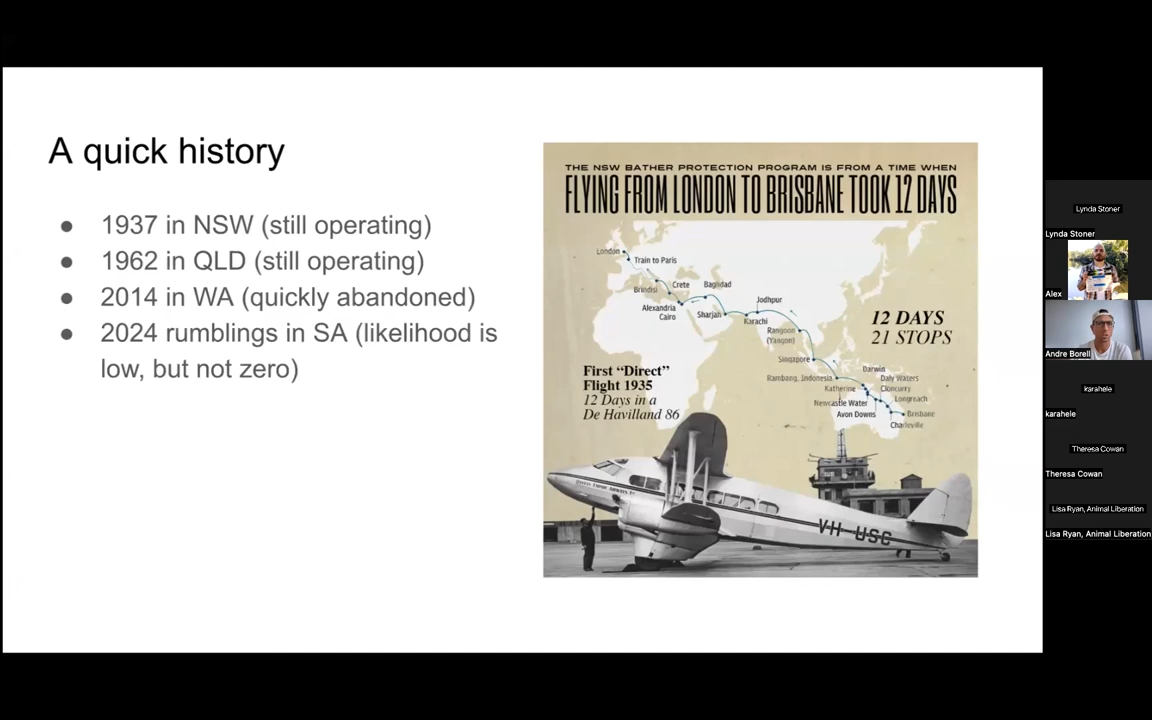 A quick history
● 1937 in NSW (still operating)
● 1962 in QLD (still operating)
● 2014 in WA (quickly abandoned)
● 2024 rumblings in SA (likelihood is
low, but not zero)
THE NSW BATHER PROTECTION PROGRAM IS FROM A TIME WHEN
FLYING FROM LONDON TO BRISBANE TOOK 12 DAYS
London
Train to Paris
Brindisi
Crete
Baghdad
Alexandria
Cairo
Sharjah
Jodhpur
Karachi
Rangoon
(Yangon)
Singapore
Rambang, Indonesia
Darwin
Katherine
Daly Waters
Cloncurry
Newcastle Water
Longreach
Avon Downs
Brisbane
Charleville
12 DAYS
21 STOPS
First “Direct”
Flight 1935
12 Days in a
De Havilland 86
VH-USC
Lynda Stoner
Lynda Stoner
Alex
Andre Borell
karahele
karahele
Theresa Cowan
Theresa Cowan
Lisa Ryan, Animal Liberation
Lisa Ryan, Animal Liberation